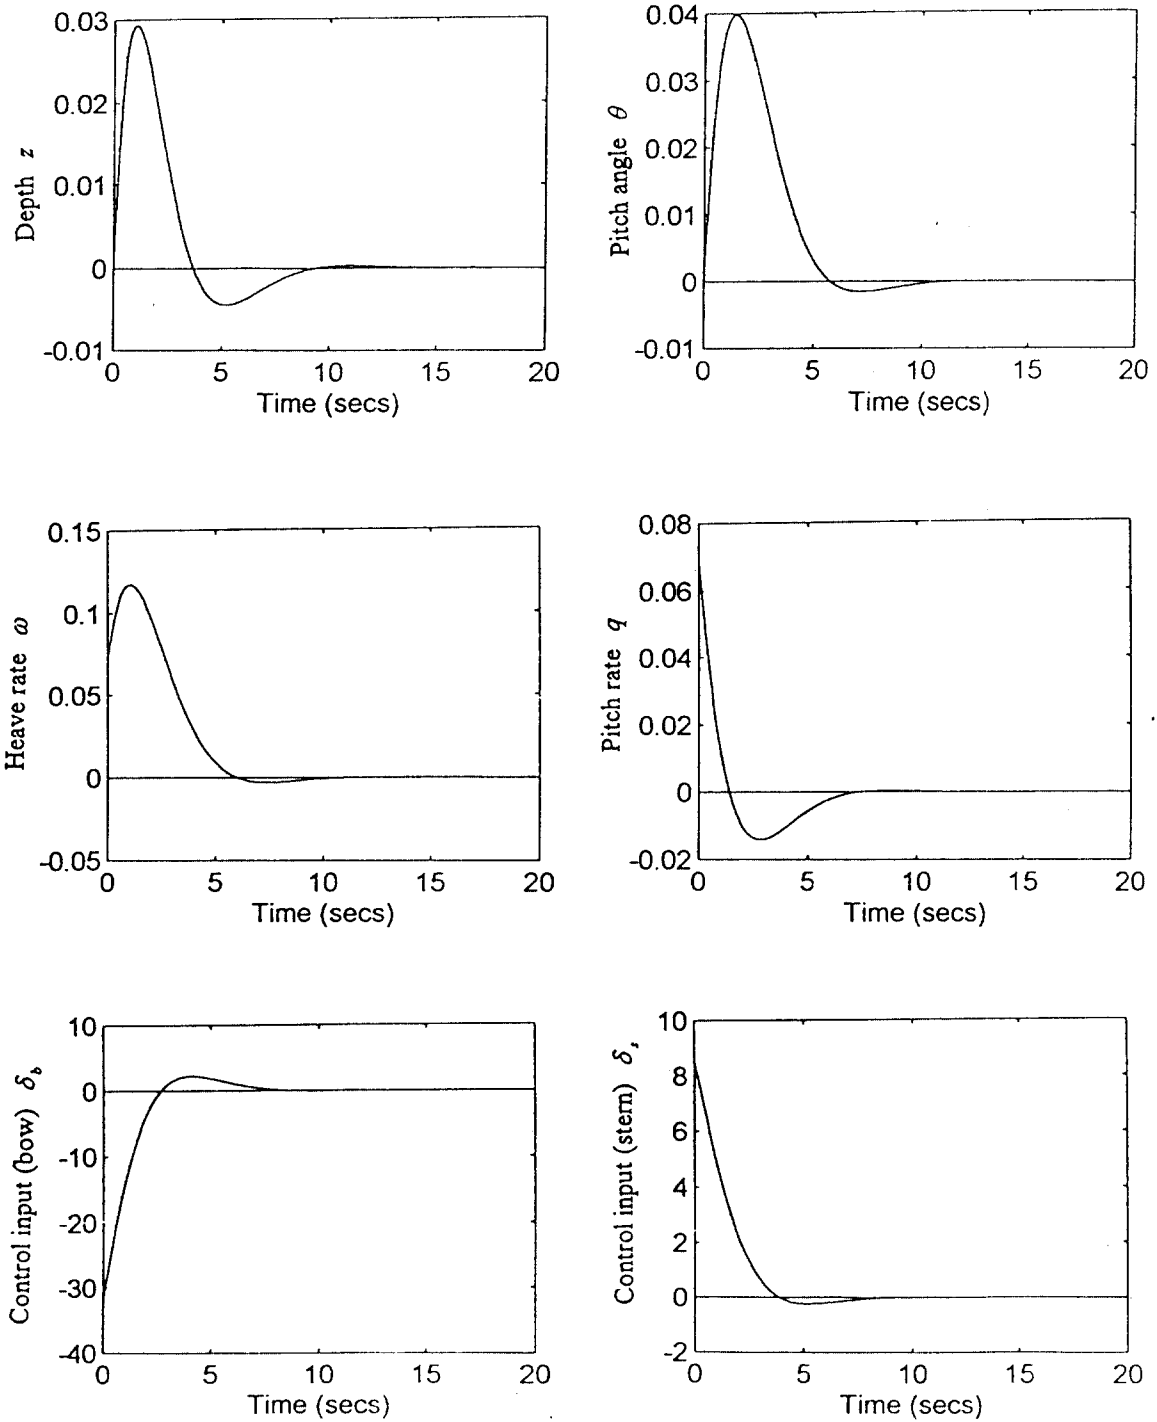 0.03
0.02
0.01
0
-0.01
Depth z
0 5 10 15 20
Time (secs)
0.04
0.03
0.02
0.01
0
-0.01
Pitch angle θ
0 5 10 15 20
Time (secs)
0.15
0.1
0.05
0
-0.05
Heave rate ω
0 5 10 15 20
Time (secs)
0.08
0.06
0.04
0.02
0
-0.02
Pitch rate q
0 5 10 15 20
Time (secs)
10
0
-10
-20
-30
-40
Control input (bow) δb
0 5 10 15 20
Time (secs)
10
8
6
4
2
0
-2
Control input (stern) δs
0 5 10 15 20
Time (secs)